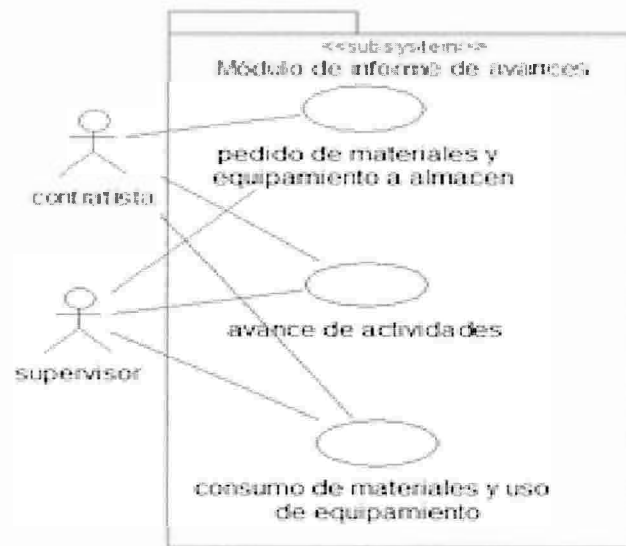 <<subsystem>>
Módulo de informe de avances
pedido de materiales y
equipamiento a almacen
contratista
avance de actividades
supervisor
consumo de materiales y uso
de equipamiento